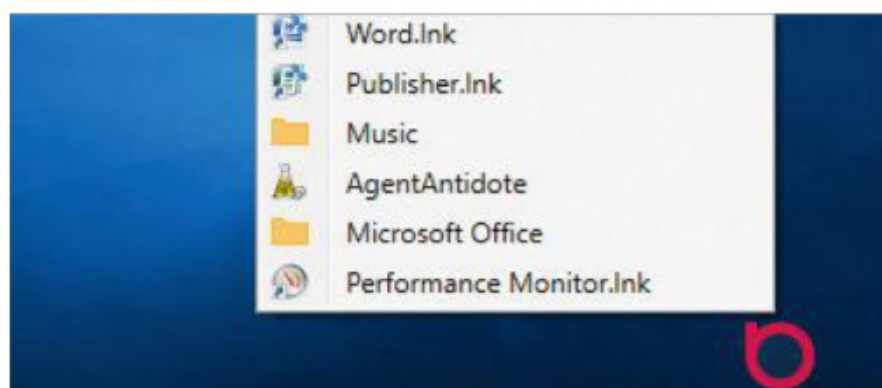 Word.lnk
Publisher.lnk
Music
AgentAntidote
Microsoft Office
Performance Monitor.lnk